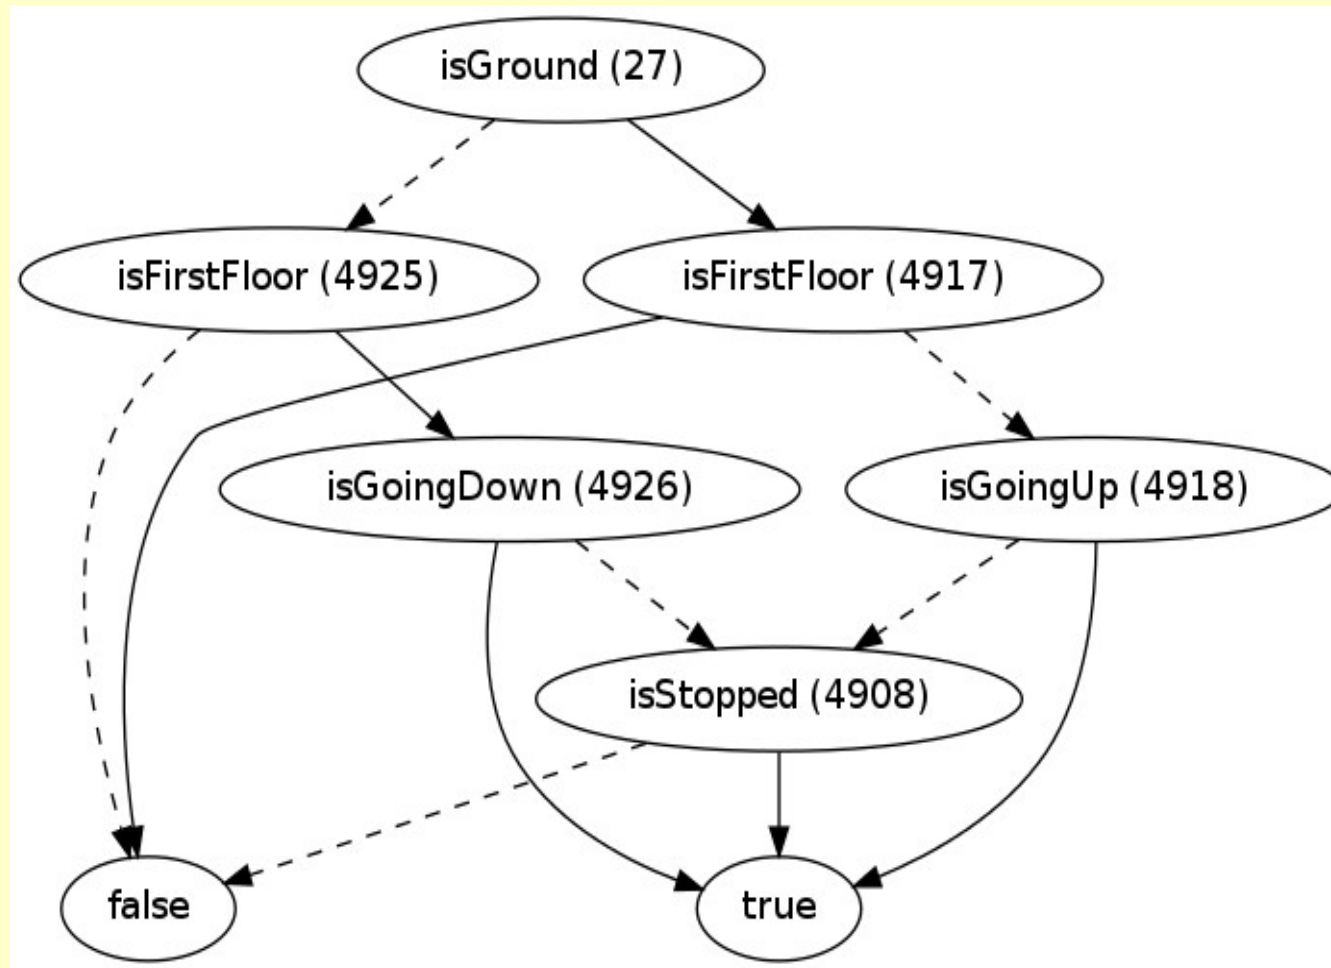 isGround (27)
isFirstFloor (4925)
isFirstFloor (4917)
isGoingDown (4926)
isGoingUp (4918)
isStopped (4908)
false
true